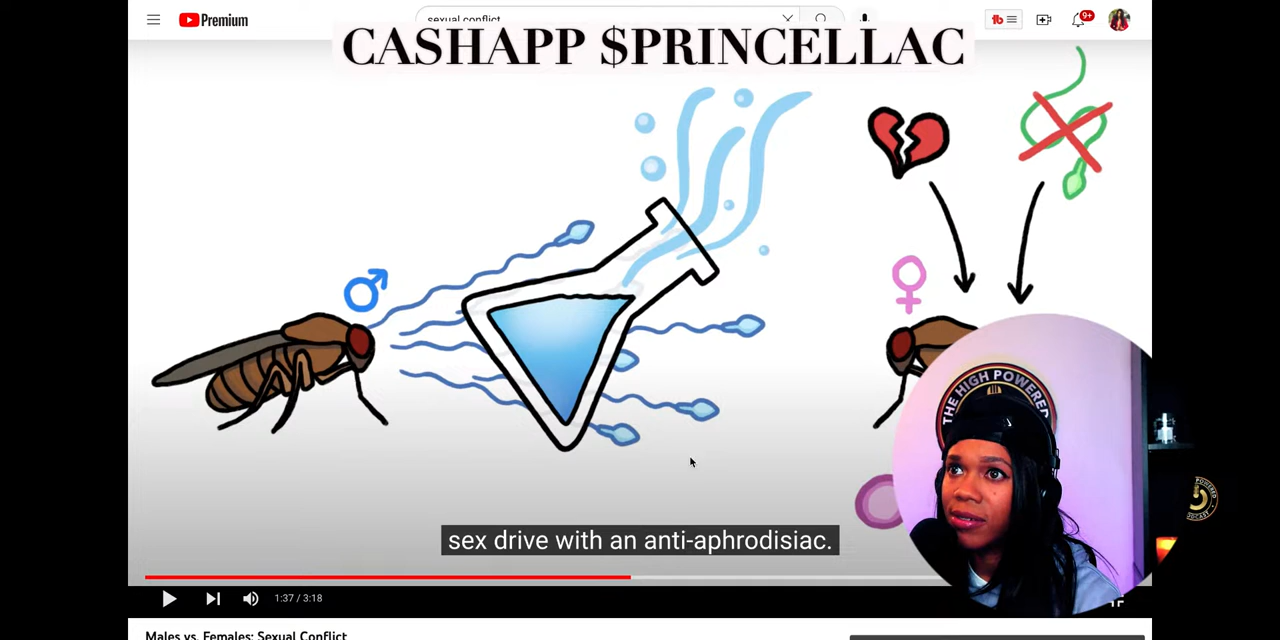 Premium
sexual conflict
9+
CASHAPP $PRINCELLAC
THE HIGH POWERED
sex drive with an anti-aphrodisiac.
1:37 / 3:18
Males vs. Females: Sexual Conflict